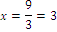 x = 9/3 = 3